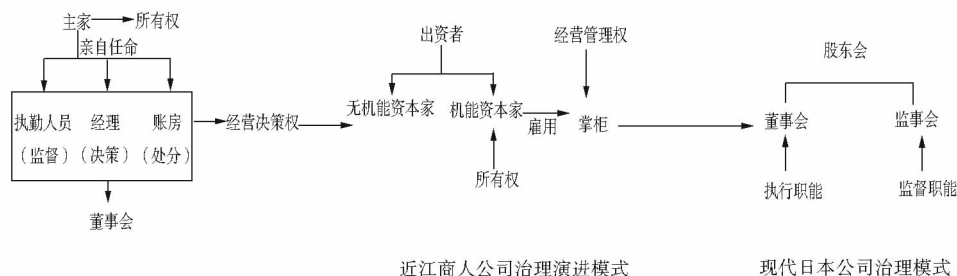 主家
所有权
亲自任命
执勤人员 经理 账房
（监督）（决策）（处分）
董事会
经营决策权
出资者
无机能资本家
机能资本家
所有权
雇用
经营管理权
掌柜
股东会
董事会
监事会
执行职能
监督职能
近江商人公司治理演进模式
现代日本公司治理模式